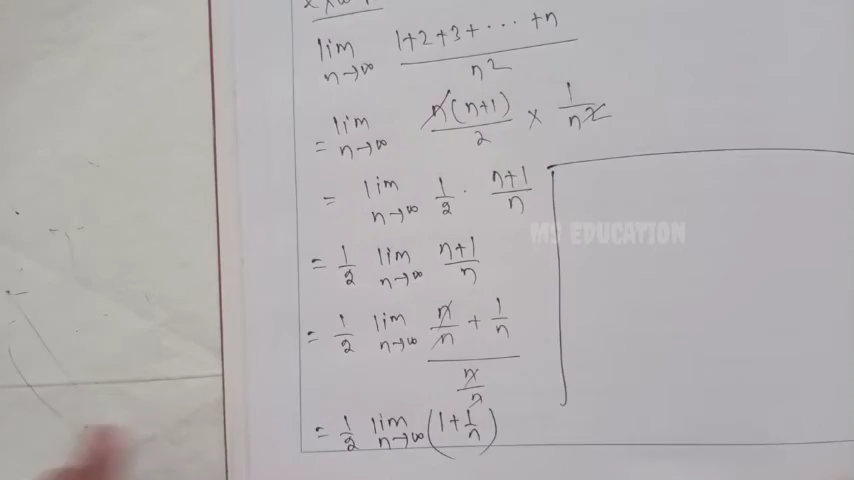 lim n→∞ (1+2+3+ · · · +n)/n²
= lim n→∞ n(n+1)/2 × 1/n²
= lim n→∞ 1/2 · (n+1)/n
= 1/2 lim n→∞ (n+1)/n
= 1/2 lim n→∞ (n/n + 1/n)/(n/n)
= 1/2 lim n→∞ (1+1/n)
MS EDUCATION